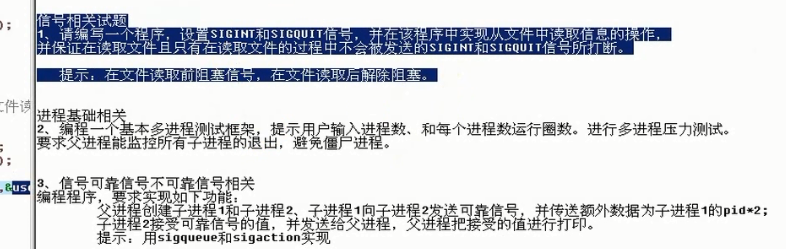 );
信号相关试题
1、请编写一个程序，设置SIGINT和SIGQUIT信号，并在该程序中实现从文件中读取信息的操作，
并保证在读取文件且只有在读取文件的过程中不会被发送的SIGINT和SIGQUIT信号所打断。
提示：在文件读取前阻塞信号，在文件读取后解除阻塞。
文件读
进程基础相关
2、编程一个基本多进程测试框架，提示用户输入进程数、和每个进程数运行圈数。进行多进程压力测试。
要求父进程能监控所有子进程的退出，避免僵尸进程。
;
);
,&us
3、信号可靠信号不可靠信号相关
编程程序，要求实现如下功能：
父进程创建子进程1和子进程2、子进程1向子进程2发送可靠信号，并传送额外数据为子进程1的pid*2;
子进程2接受可靠信号的值，并发送给父进程，父进程把接受的值进行打印。
提示：用sigqueue和sigaction实现